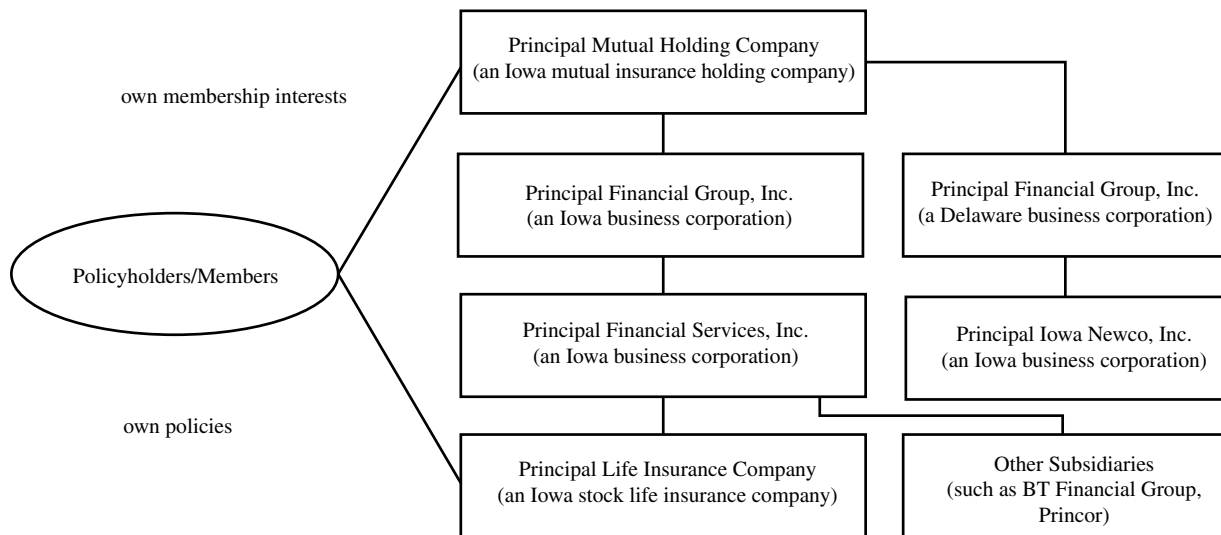 Principal Mutual Holding Company
(an Iowa mutual insurance holding company)
own membership interests
Principal Financial Group, Inc.
(an Iowa business corporation)
Principal Financial Group, Inc.
(a Delaware business corporation)
Policyholders/Members
Principal Financial Services, Inc.
(an Iowa business corporation)
Principal Iowa Newco, Inc.
(an Iowa business corporation)
own policies
Principal Life Insurance Company
(an Iowa stock life insurance company)
Other Subsidiaries
(such as BT Financial Group,
Princor)